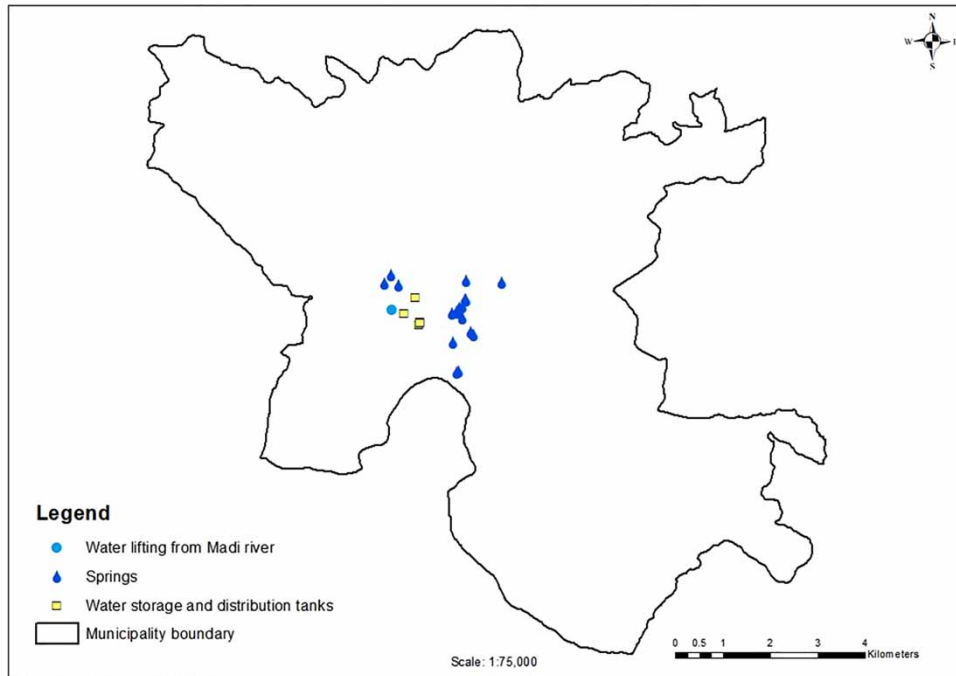 N
W
E
S
Legend
Water lifting from Madi river
Springs
Water storage and distribution tanks
Municipality boundary
Scale: 1:75,000
0 0.5 1 2 3 4
Kilometers